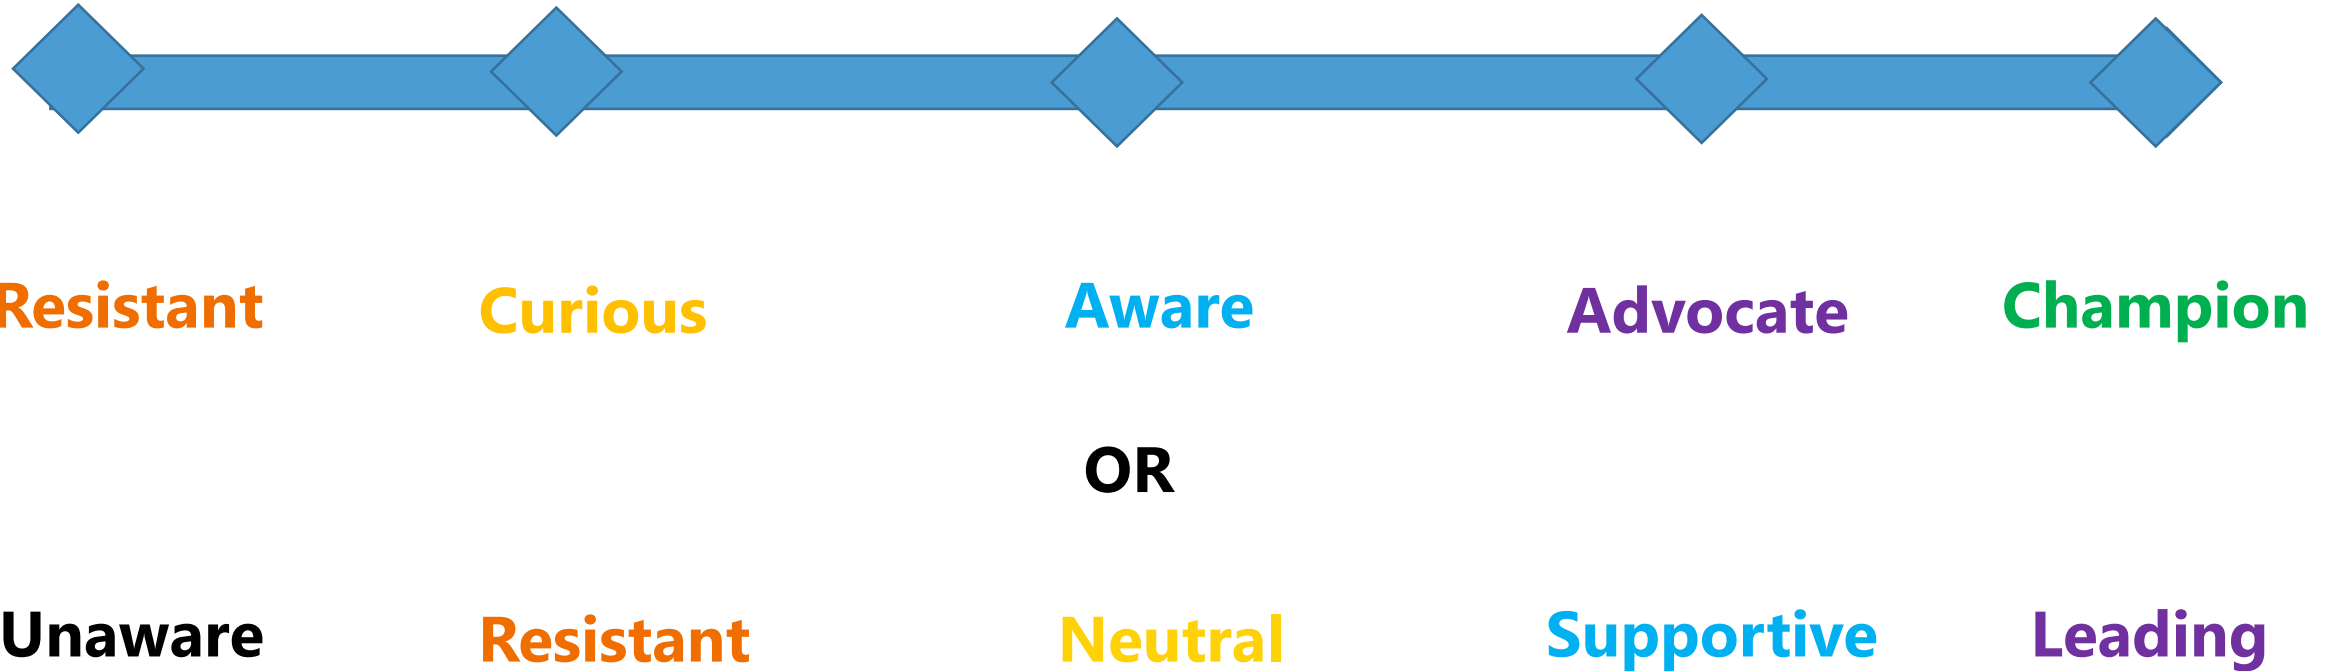 Resistant Curious Aware Advocate Champion
OR
Unaware Resistant Neutral Supportive Leading